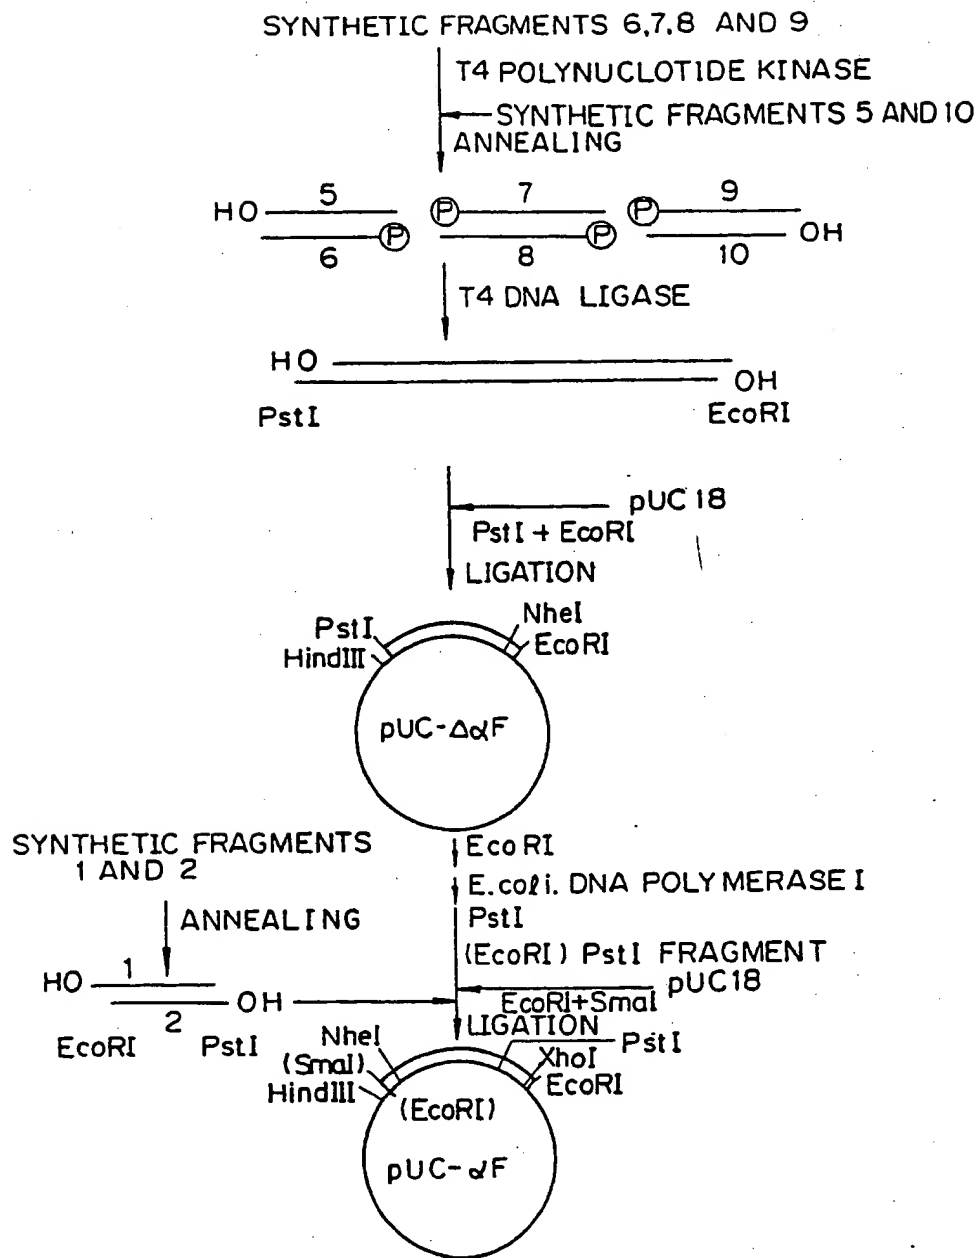 SYNTHETIC FRAGMENTS 6,7,8 AND 9
T4 POLYNUCLOTIDE KINASE
SYNTHETIC FRAGMENTS 5 AND 10
ANNEALING
5 7 9
HO P P
P P OH
6 8 10
T4 DNA LIGASE
HO
OH
PstI EcoRI
pUC 18
PstI + EcoRI
LIGATION
PstI NheI
HindIII EcoRI
pUC-ΔαF
EcoRI
SYNTHETIC FRAGMENTS
1 AND 2
E.coli. DNA POLYMERASE I
ANNEALING
PstI
(EcoRI) PstI FRAGMENT
HO 1
pUC18
2 OH
EcoRI+SmaI
LIGATION
EcoRI PstI
NheI PstI
(SmaI) XhoI
HindIII EcoRI
(EcoRI)
pUC-αF